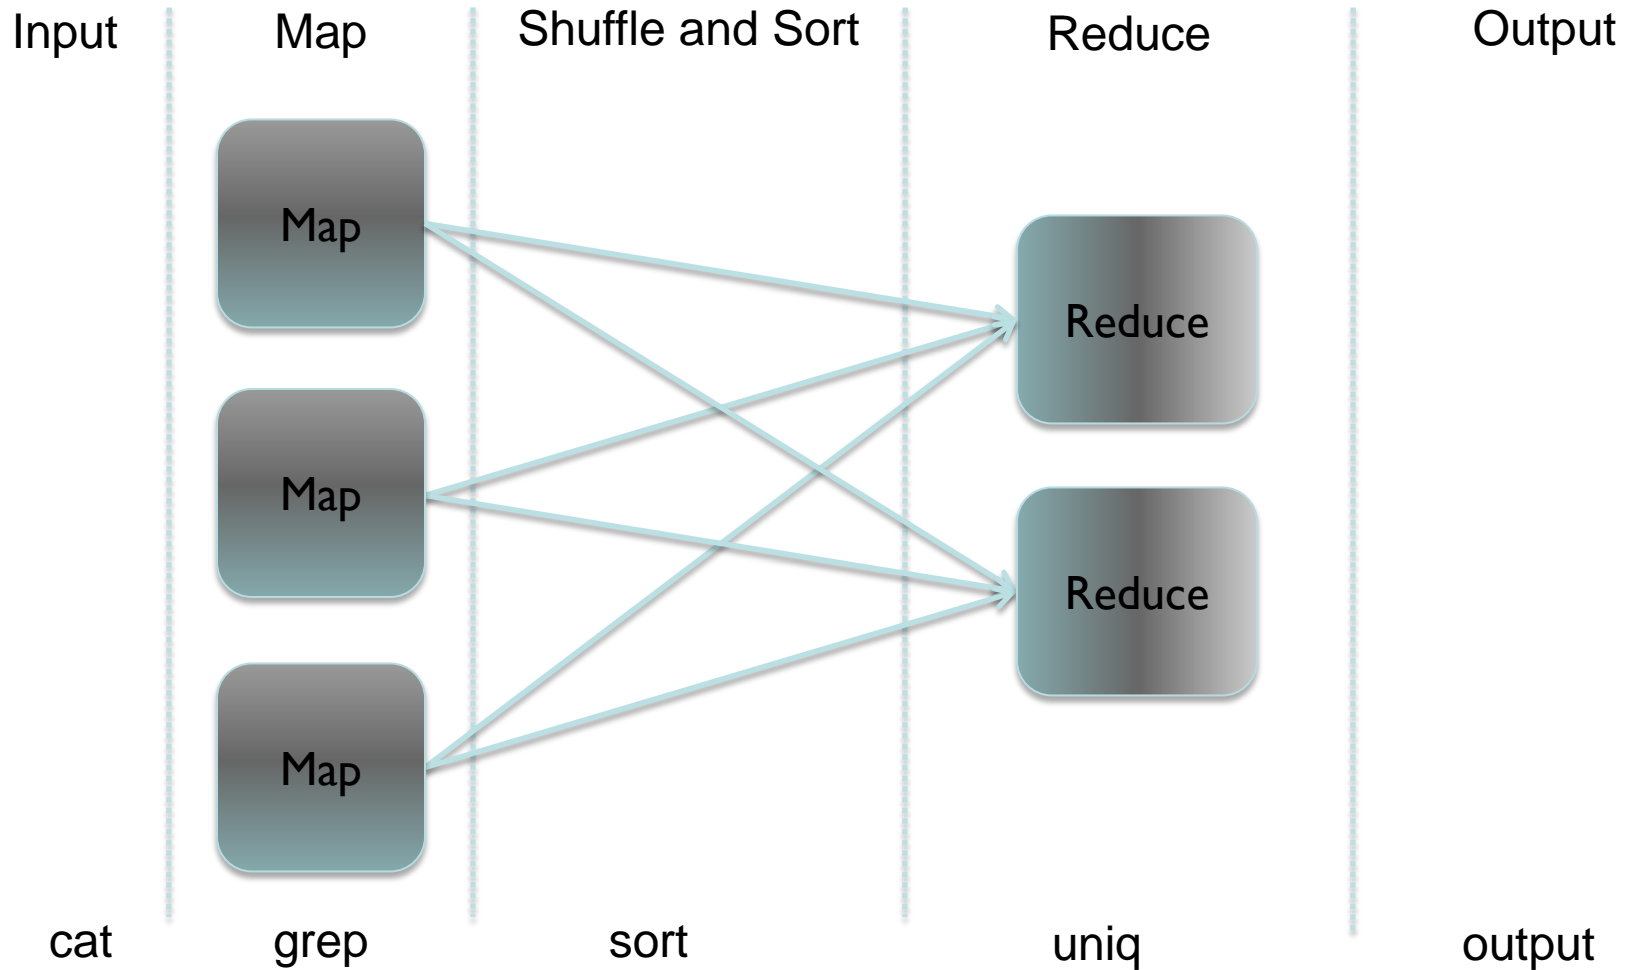 Input Map Shuffle and Sort Reduce Output
Map
Reduce
Map
Reduce
Map
cat grep sort uniq output